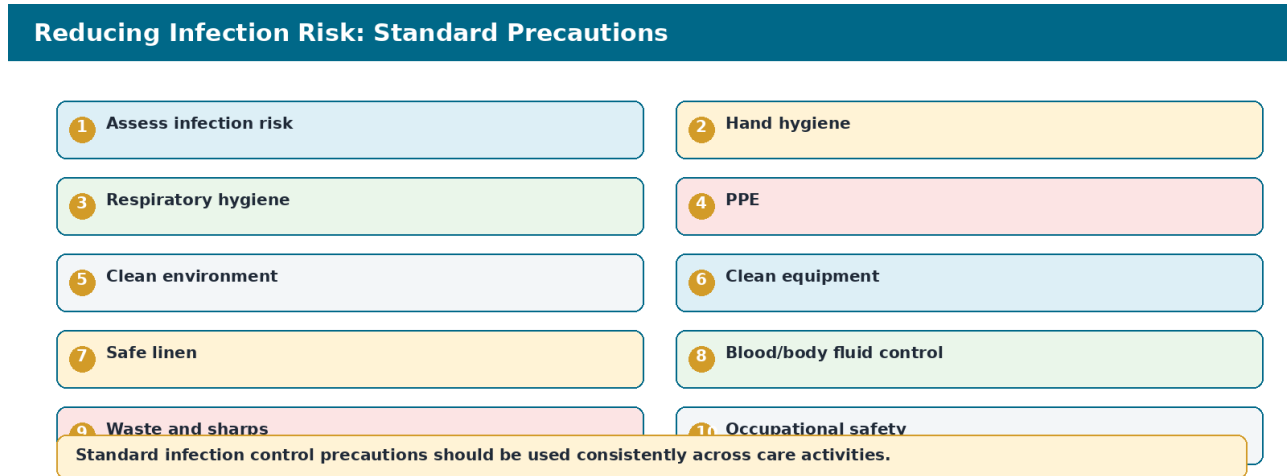 Reducing Infection Risk: Standard Precautions
1 Assess infection risk
2 Hand hygiene
3 Respiratory hygiene
4 PPE
5 Clean environment
6 Clean equipment
7 Safe linen
8 Blood/body fluid control
9 Waste and sharps
10 Occupational safety
Standard infection control precautions should be used consistently across care activities.